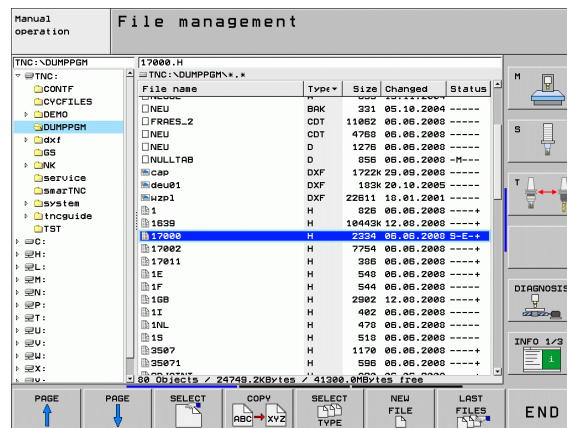 Manual
operation
File management
TNC:\DUMPPGM
17000.H
TNC:
CONTF
CYCFILES
DEMO
DUMPPGM
dxf
GS
NK
service
smarTNC
system
tncguide
TST
C:
H:
L:
M:
N:
P:
T:
U:
V:
W:
X:
TNC:\DUMPPGM\*.*
File name Type Size Changed Status
NEU BAK 331 05.10.2004 -----
FRAES_2 CDT 11062 06.06.2008 -----
NEU CDT 4768 06.06.2008 -----
NEU D 1276 06.06.2008 -----
NULLTAB D 856 06.06.2008 -M---
cap DXF 1722K 29.09.2008 -----
deu01 DXF 183K 20.10.2005 -----
wzpl DXF 22611 18.01.2001 -----
1 H 826 06.06.2008 ----+
1639 H 10443K 12.08.2008 ----+
17000 H 2334 06.06.2008 S-E-+
17002 H 7754 06.06.2008 ----+
17011 H 386 06.06.2008 ----+
1E H 548 06.06.2008 ----+
1F H 544 06.06.2008 ----+
1GB H 2902 12.08.2008 ----+
1I H 402 06.06.2008 ----+
1NL H 478 06.06.2008 ----+
1S H 518 06.06.2008 ----+
3507 H 1170 06.06.2008 ----+
35071 H 596 06.06.2008 ----+
80 Objects / 24749.2KBytes / 41300.0MBytes free
M
S
T
DIAGNOSIS
INFO 1/3
PAGE
PAGE
SELECT
COPY
ABC XYZ
SELECT
TYPE
NEW
FILE
LAST
FILES
END